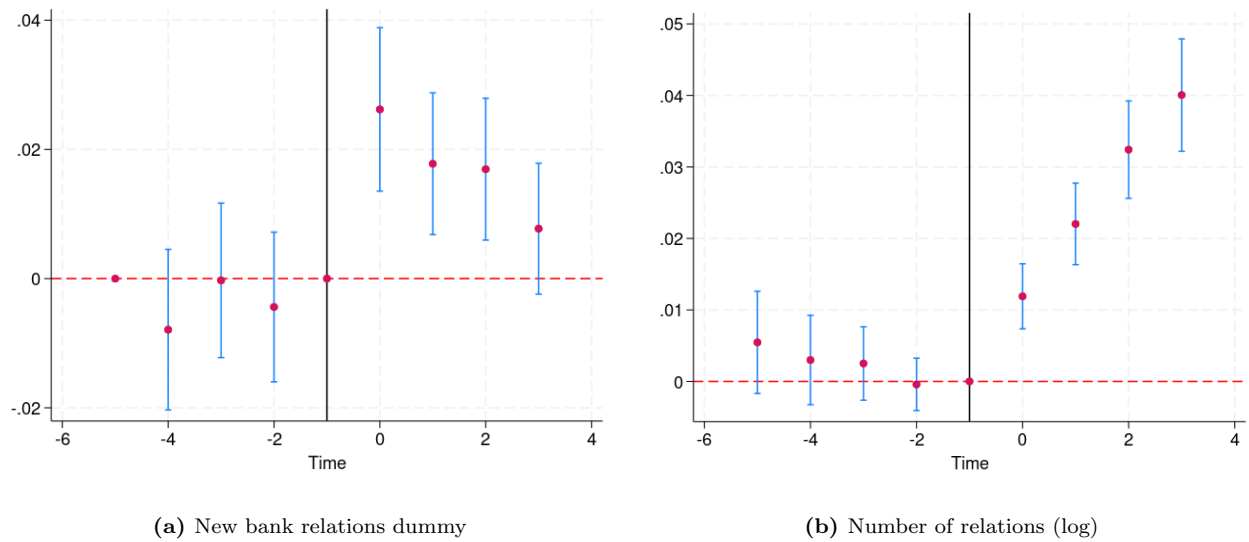 .04
.02
0
-.02
-6 -4 -2 0 2 4
Time
(a) New bank relations dummy
.05
.04
.03
.02
.01
0
-6 -4 -2 0 2 4
Time
(b) Number of relations (log)